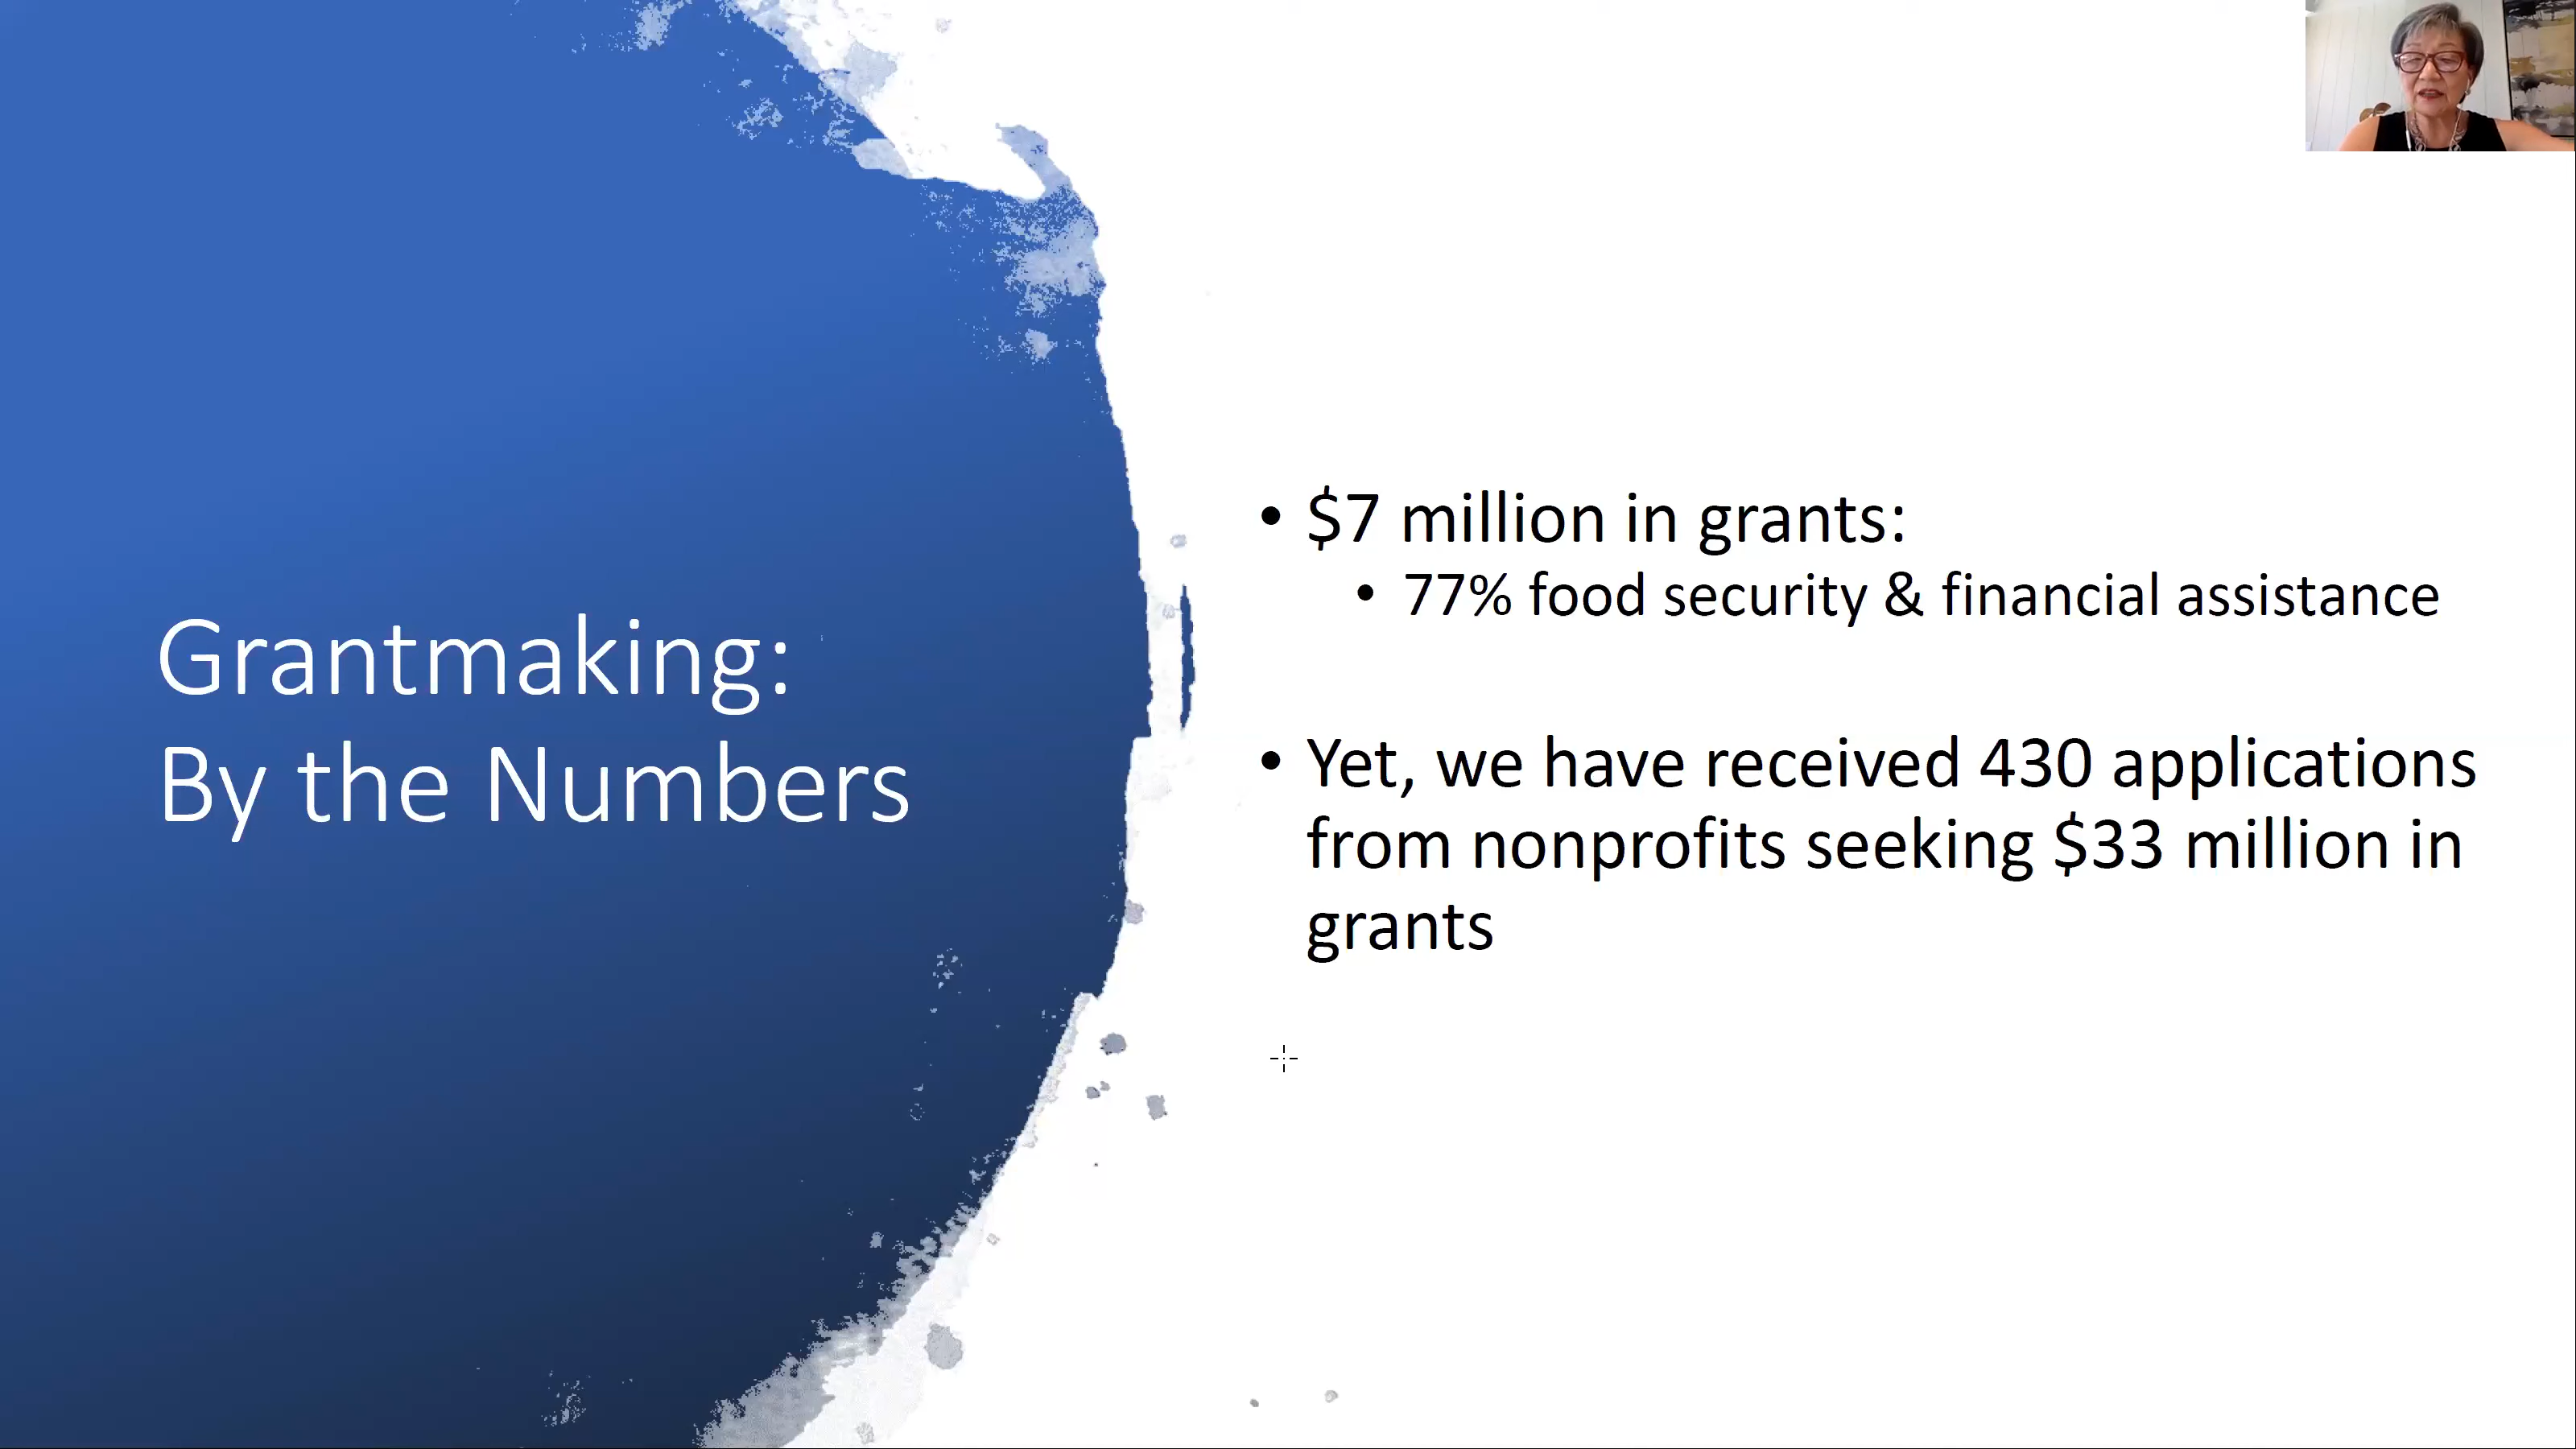 Grantmaking:
By the Numbers
• $7 million in grants:
• 77% food security & financial assistance
• Yet, we have received 430 applications
from nonprofits seeking $33 million in
grants